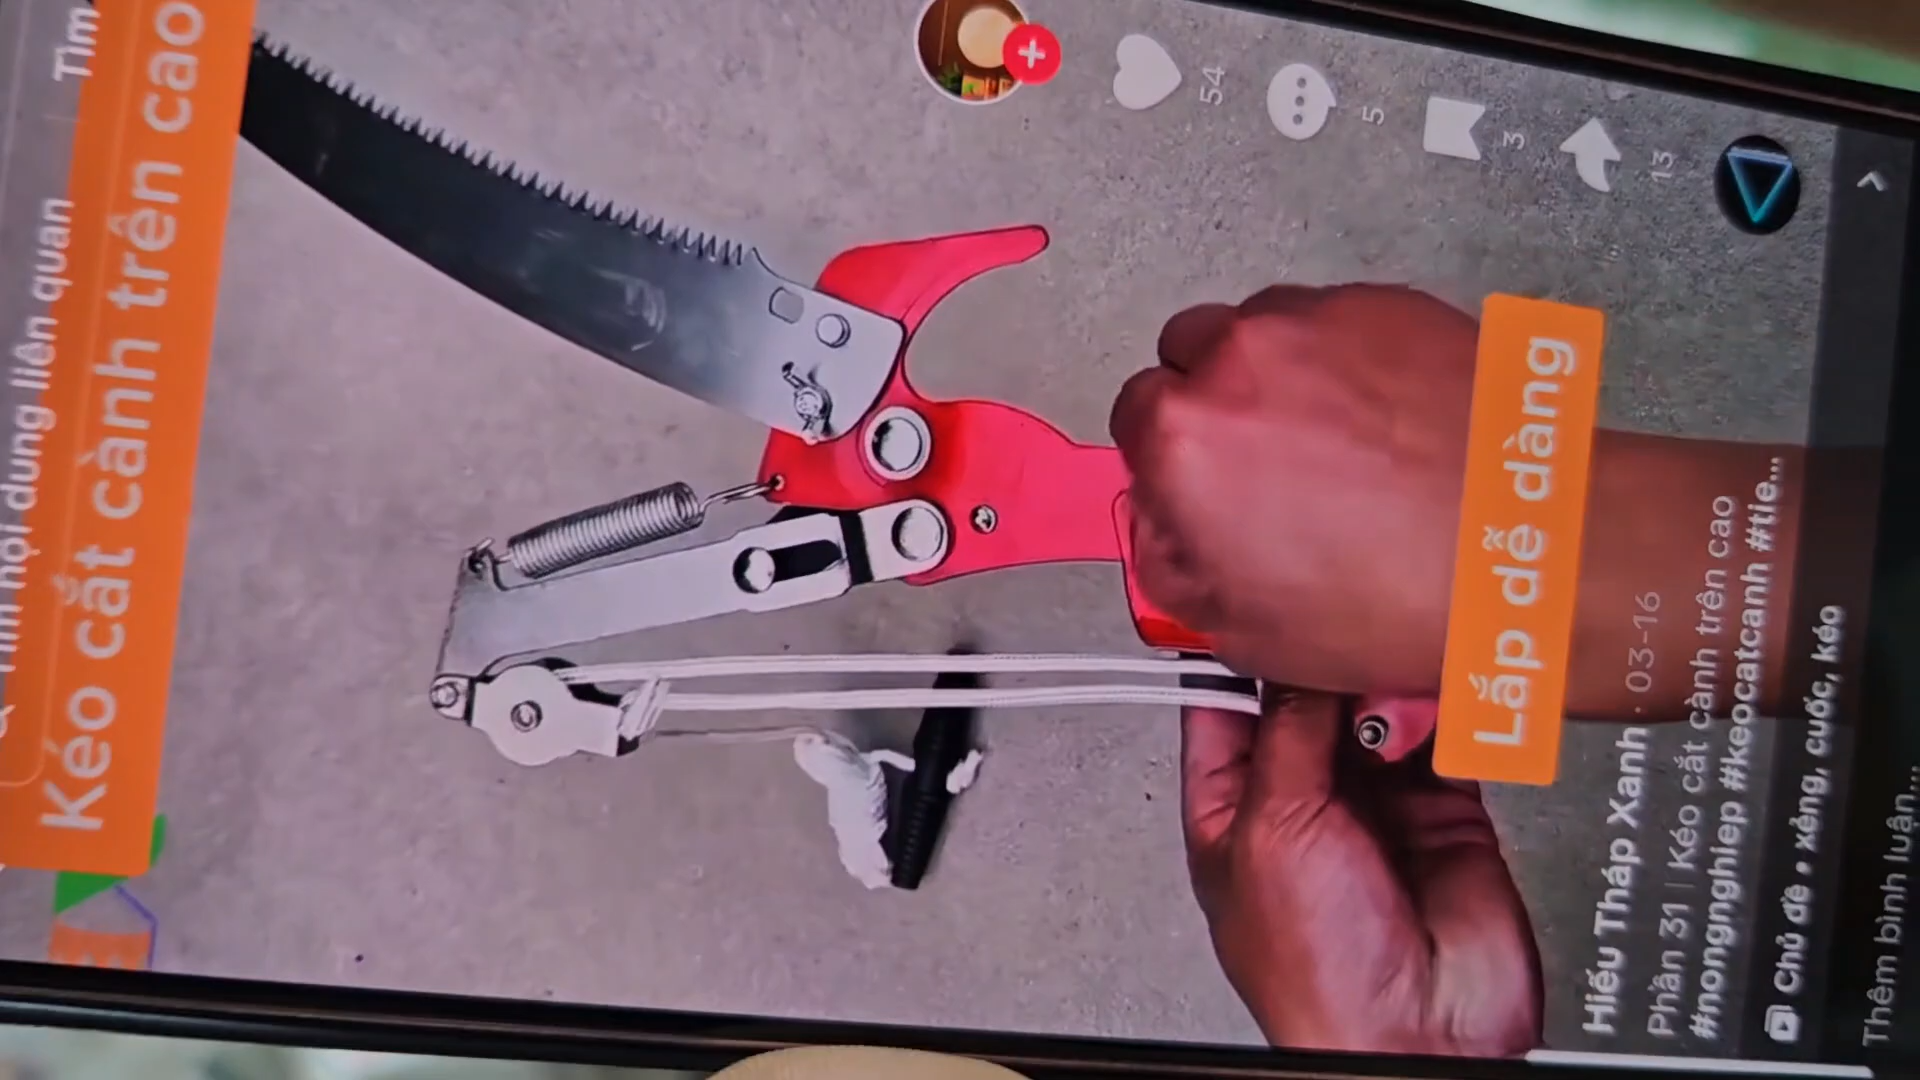 Tìm nội dung liên quan
Tìm
Kéo cắt cành trên cao
54
5
3
13
Lắp dễ dàng
Hiếu Tháp Xanh · 03-16
Phần 31 | Kéo cắt cành trên cao
#nongnghiep #keocatcanh #tie...
Chủ đề • xẻng, cuốc, kéo
Thêm bình luận...